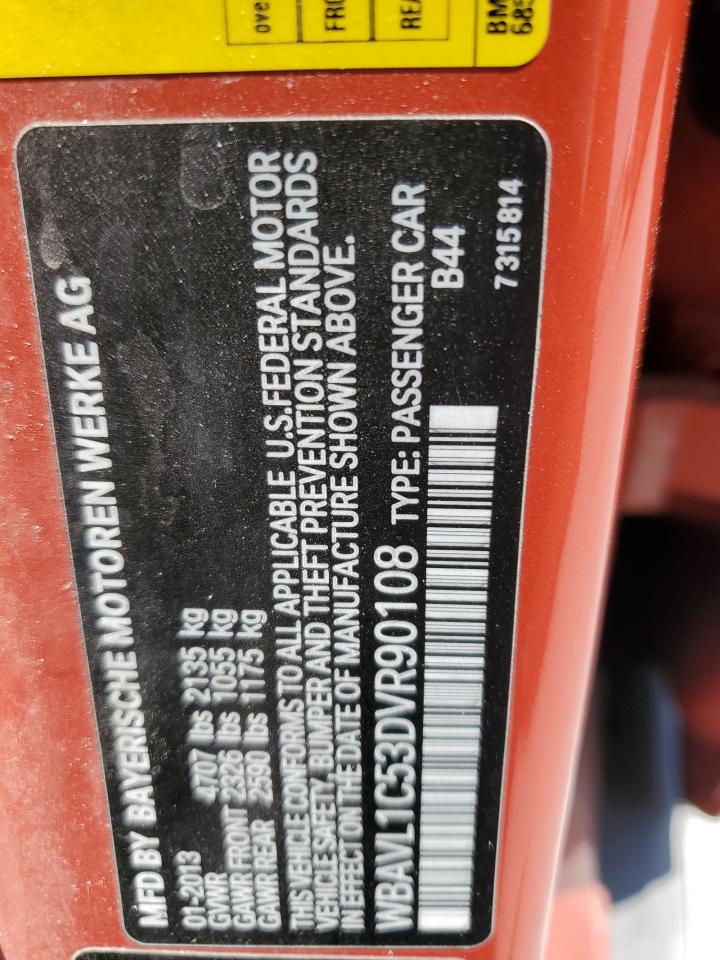 MFD BY BAYERISCHE MOTOREN WERKE AG
01-2013
GVWR 4707 lbs 2135 kg
GAWR FRONT 2326 lbs 1055 kg
GAWR REAR 2590 lbs 1175 kg
THIS VEHICLE CONFORMS TO ALL APPLICABLE U.S.FEDERAL MOTOR
VEHICLE SAFETY, BUMPER AND THEFT PREVENTION STANDARDS
IN EFFECT ON THE DATE OF MANUFACTURE SHOWN ABOVE.
WBAVL1C53DVR90108 TYPE: PASSENGER CAR
B44
7315814